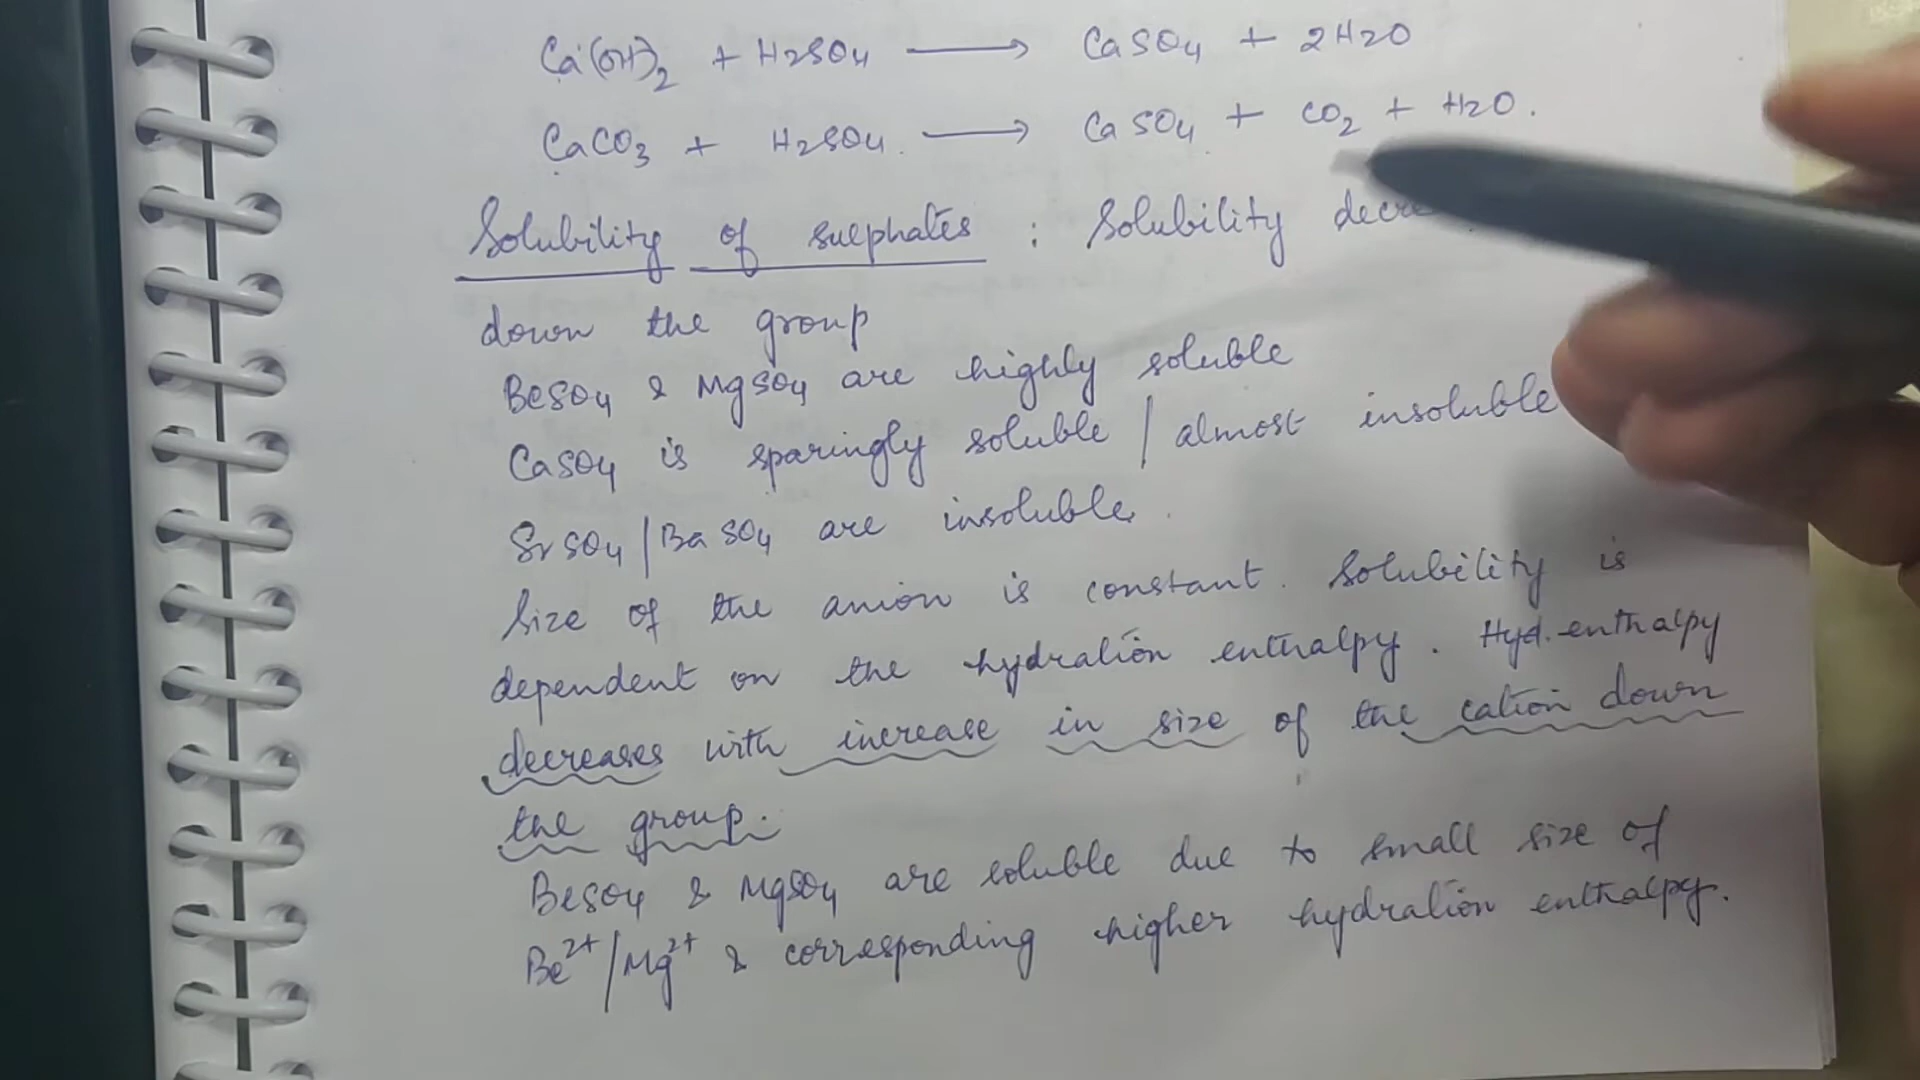 Ca(OH)2 + H2SO4 ⟶ CaSO4 + 2H2O
CaCO3 + H2SO4. ⟶ CaSO4 + CO2 + H2O.
Solubility of sulphates : Solubility
down the group
BeSO4 & MgSO4 are highly soluble
CaSO4 is sparingly soluble / almost insoluble
SrSO4 / BaSO4 are insoluble.
Size of the anion is constant. Solubility is
dependent on the hydration enthalpy. Hyd. enthalpy
decreases with increase in size of the cation down
the group.
BeSO4 & MgSO4 are soluble due to small size of
Be2+/Mg2+ & corresponding higher hydration enthalpy.